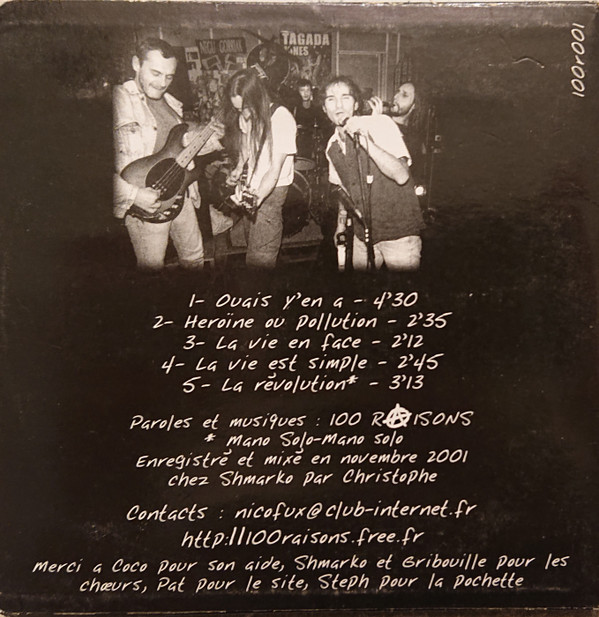 100r001
TAGADA
JONES
1- Ouais y'en a - 4'30
2- Heroïne ou pollution - 2'35
3- La vie en face - 2'12
4- La vie est simple - 2'45
5- La révolution* - 3'13
Paroles et musiques : 100 RAISONS
* Mano Solo-Mano solo
Enregistré et mixé en novembre 2001
chez Shmarko par Christophe
Contacts : nicofux@club-internet.fr
http://100raisons.free.fr
Merci a Coco pour son aide, Shmarko et Gribouille pour les
chœurs, Pat pour le site, Steph pour la pochette